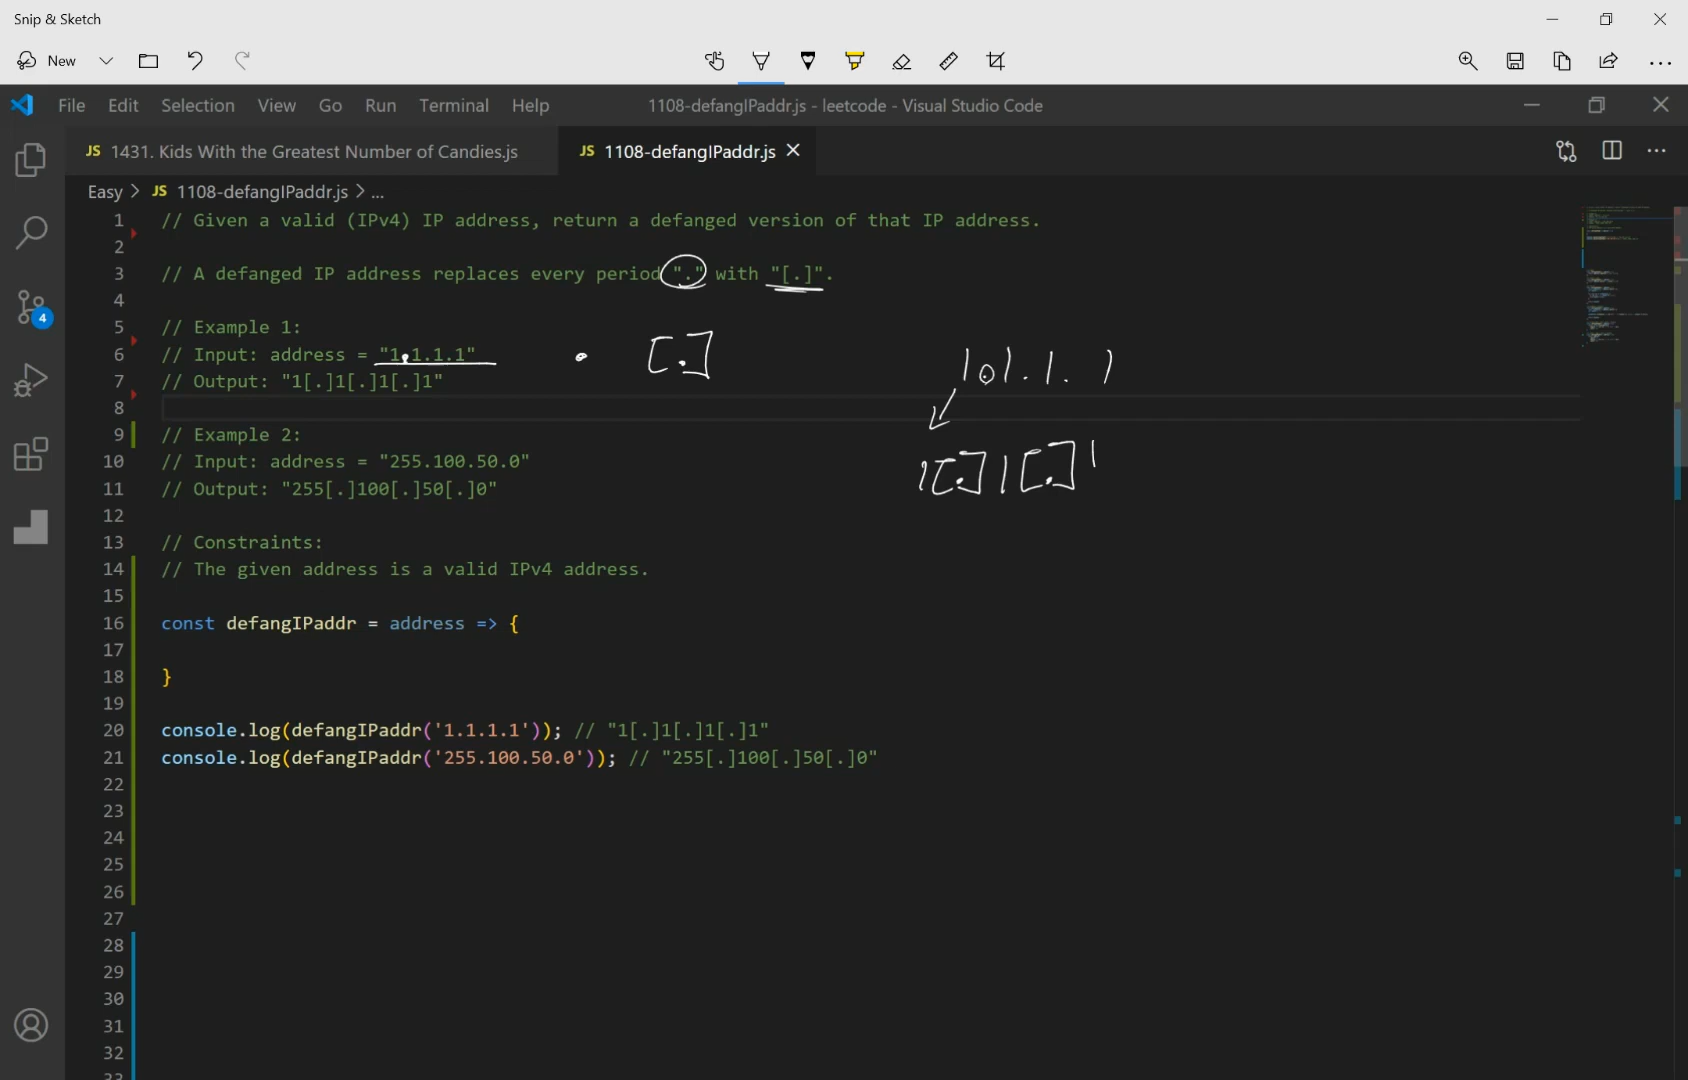 Snip & Sketch
New
File Edit Selection View Go Run Terminal Help 1108-defangIPaddr.js - leetcode - Visual Studio Code
JS 1431. Kids With the Greatest Number of Candies.js JS 1108-defangIPaddr.js
Easy > JS 1108-defangIPaddr.js > ...
1 // Given a valid (IPv4) IP address, return a defanged version of that IP address.
2
3 // A defanged IP address replaces every period "." with "[.]".
4
5 // Example 1:
6 // Input: address = "1.1.1.1" . [.]
7 // Output: "1[.]1[.]1[.]1" 1.1.1.1
8
9 // Example 2:
10 // Input: address = "255.100.50.0" 1[.]1[.]1
11 // Output: "255[.]100[.]50[.]0"
12
13 // Constraints:
14 // The given address is a valid IPv4 address.
15
16 const defangIPaddr = address => {
17
18 }
19
20 console.log(defangIPaddr('1.1.1.1')); // "1[.]1[.]1[.]1"
21 console.log(defangIPaddr('255.100.50.0')); // "255[.]100[.]50[.]0"
22
23
24
25
26
27
28
29
30
31
32
33
4